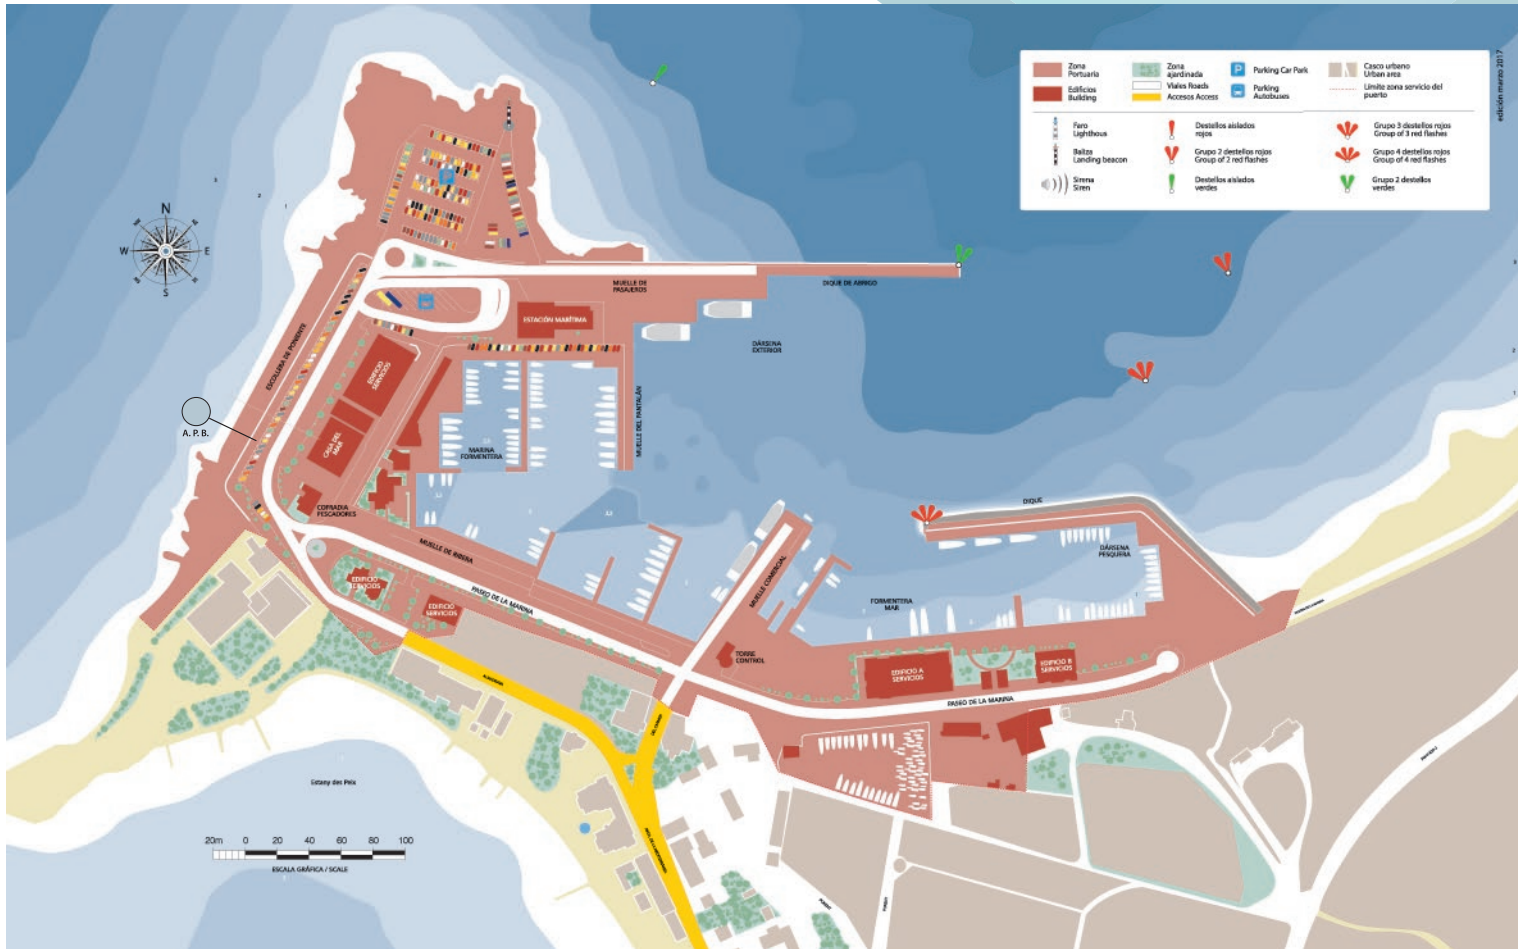 edición marzo 2017
Zona
Portuaria
Edificios
Building
Zona
ajardinada
Viales Roads
Accesos Access
P
Parking Car Park
Parking
Autobuses
Casco urbano
Urban area
Límite zona servicio del
puerto
Faro
Lighthous
Baliza
Landing beacon
Sirena
Siren
Destellos aislados
rojos
Grupo 2 destellos rojos
Group of 2 red flashes
Destellos aislados
verdes
Grupo 3 destellos rojos
Group of 3 red flashes
Grupo 4 destellos rojos
Group of 4 red flashes
Grupo 2 destellos
verdes
P
3
2
1
N
W
E
S
MUELLE DE
PASAJEROS
DIQUE DE ABRIGO
ESTACIÓN MARÍTIMA
DÁRSENA
EXTERIOR
ESCOLLERA DE PONIENTE
EDIFICIO
SERVICIOS
MUELLE DEL PANTALÁN
A. P. B.
CASA DEL
MAR
MARINA
FORMENTERA
COFRADIA
PESCADORES
DIQUE
MUELLE DE RIBERA
DÁRSENA
PESQUERA
EDIFICIO
SERVICIOS
EDIFICIO
SERVICIOS
PASEO DE LA MARINA
MUELLE COMERCIAL
FORMENTERA
MAR
TORRE
CONTROL
EDIFICIO A
SERVICIOS
EDIFICIO B
SERVICIOS
PASEO DE LA MARINA
ALMADRAVA
Estany des Peix
20m 0 20 40 60 80 100
ESCALA GRÁFICA / SCALE